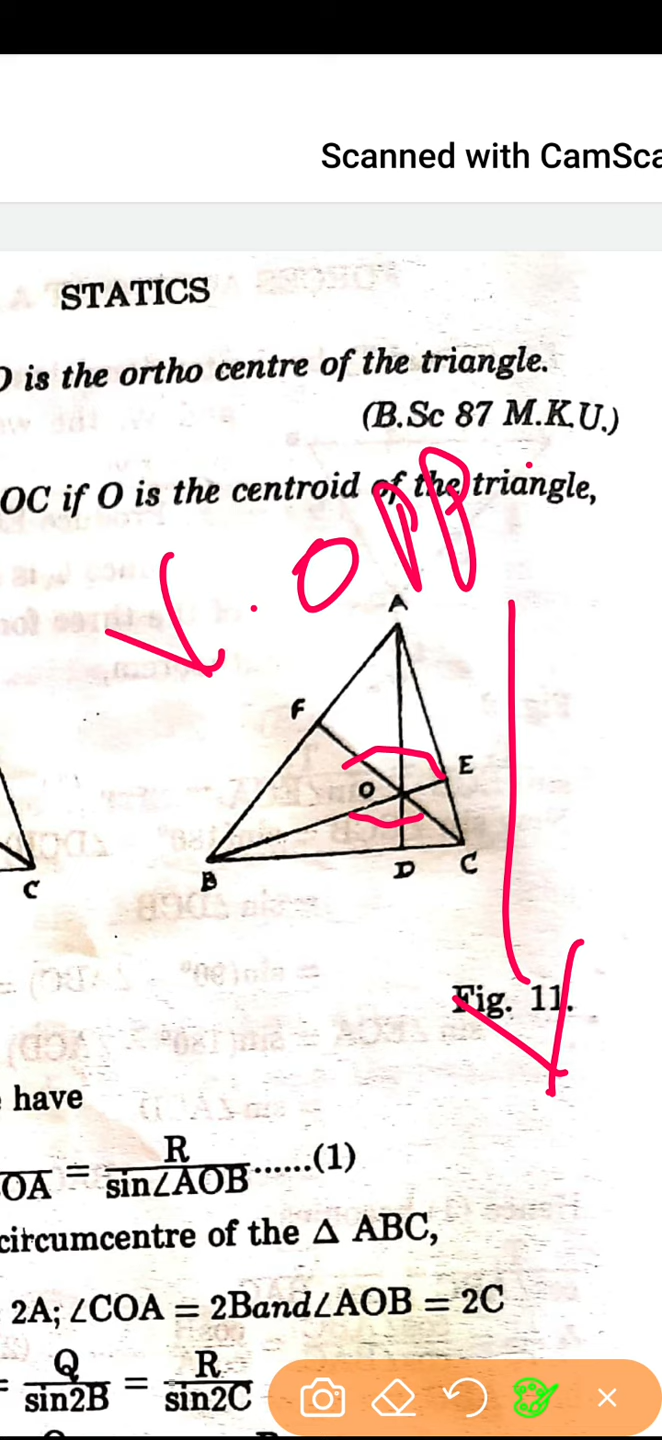 Scanned with CamSca
STATICS
O is the ortho centre of the triangle.
(B.Sc 87 M.K.U.)
OC if O is the centroid of the triangle,
V. OPP
A
F
E
O
B
D
C
C
Fig. 11.
have
OA = R/sin∠AOB ......(1)
circumcentre of the Δ ABC,
2A; ∠COA = 2Band∠AOB = 2C
= Q/sin2B = R/sin2C